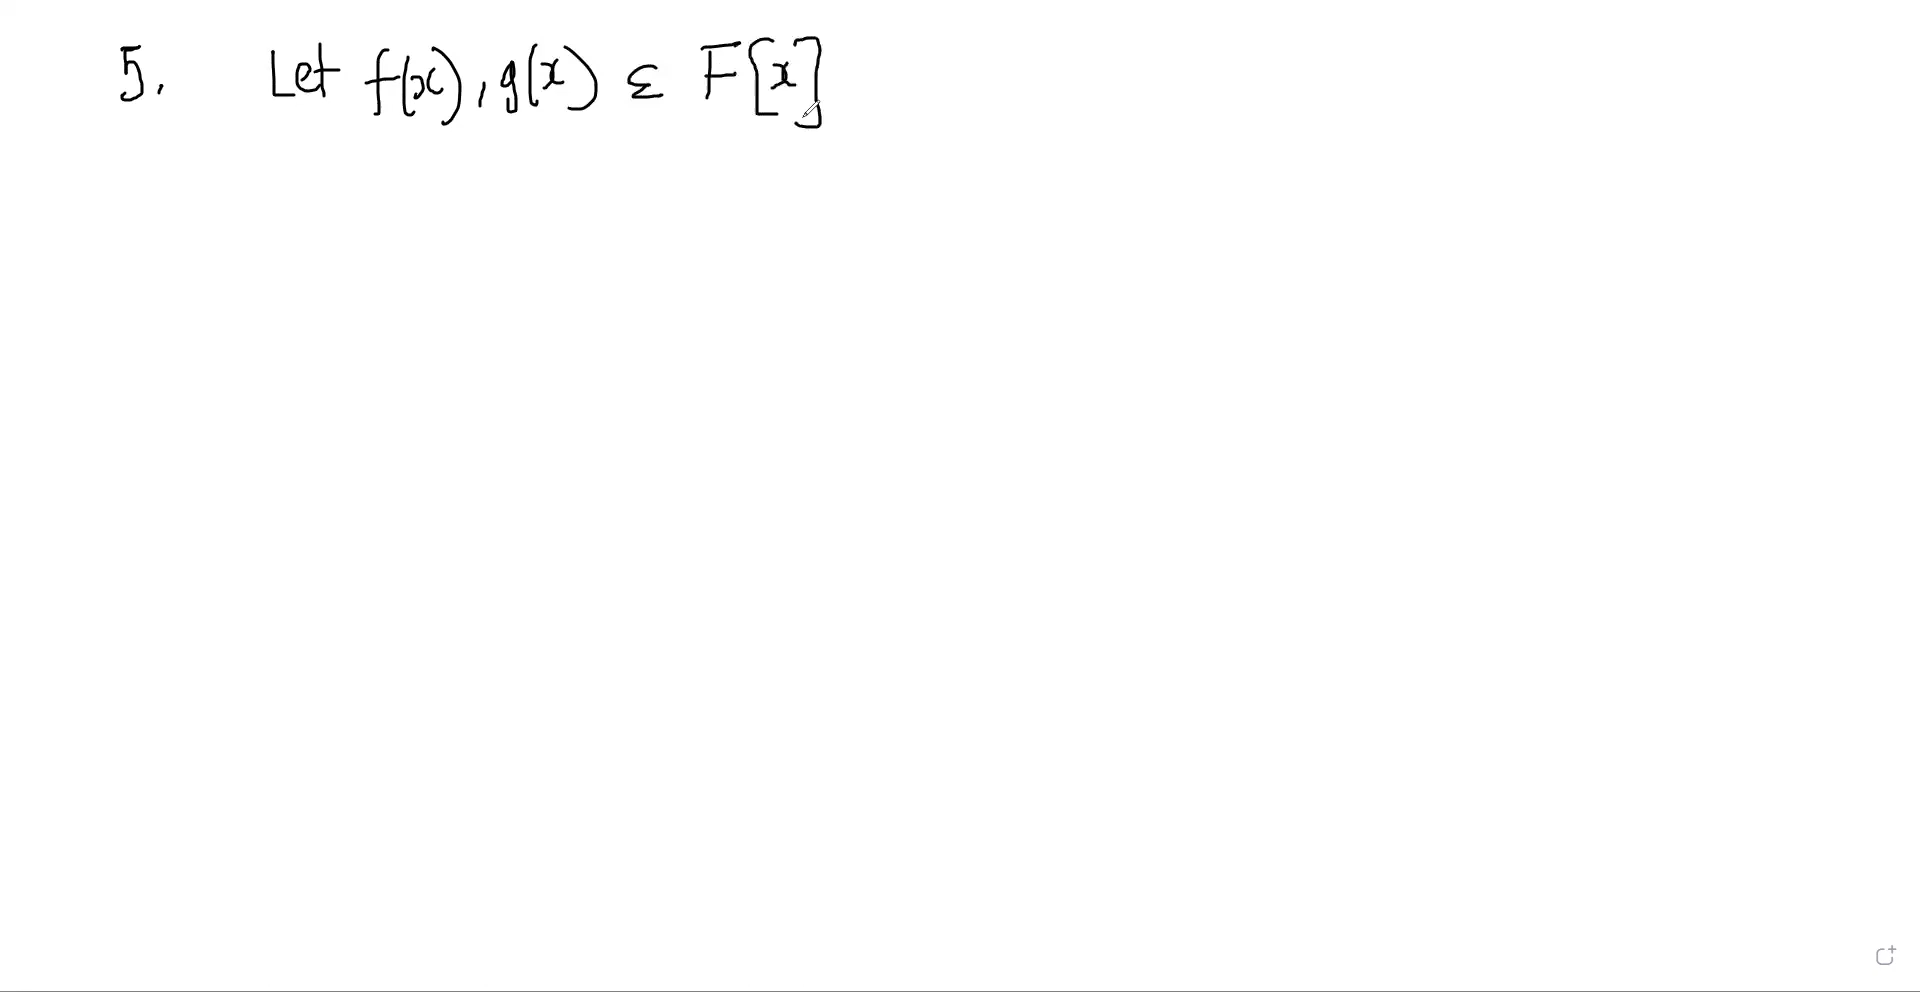 5. Let f(x), g(x) ε F[x]